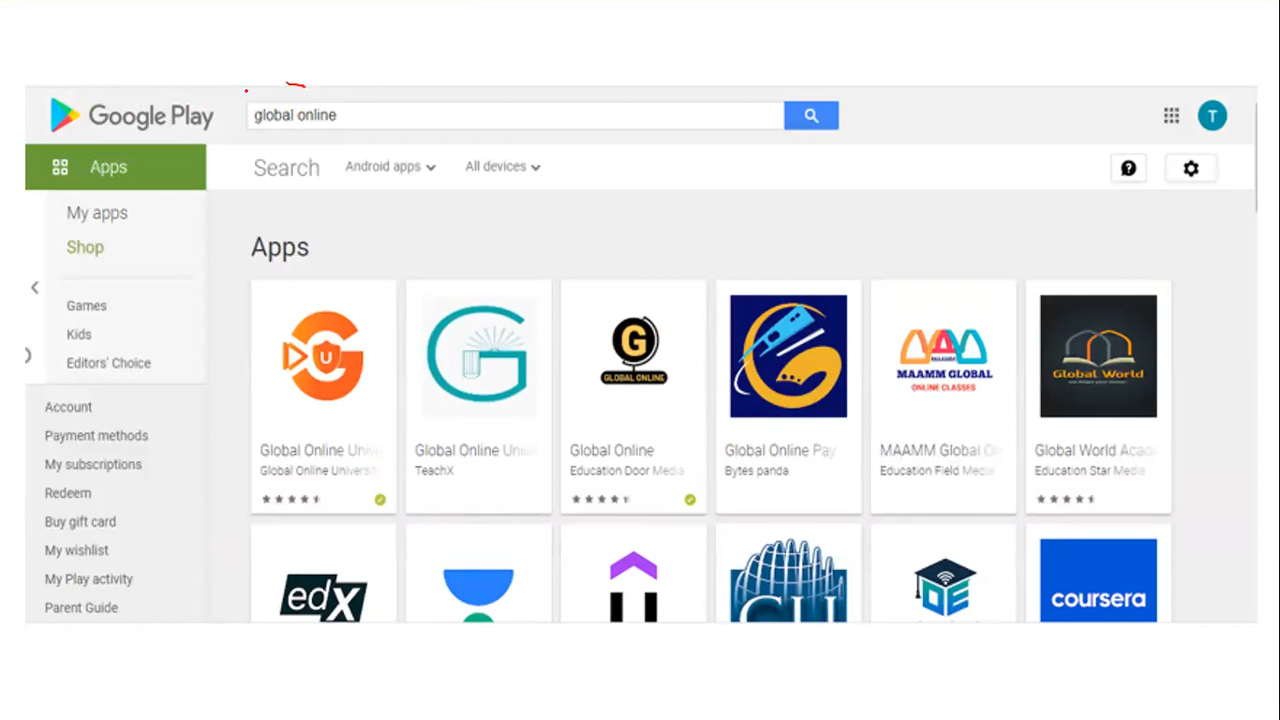 Google Play
global online
T
Apps
Search
Android apps
All devices
My apps
Shop
Games
Kids
Editors' Choice
Account
Payment methods
My subscriptions
Redeem
Buy gift card
My wishlist
My Play activity
Parent Guide
Apps
U
Global Online
Global Online
G
TeachX
G
GLOBAL ONLINE
Global Online
Education Door Media
Global Online Pay
Bytes panda
MAAMM
MAAMM GLOBAL
ONLINE CLASSES
MAAMM Global
Education Field Media
Global World
Global World
Education Star Media
edX
coursera